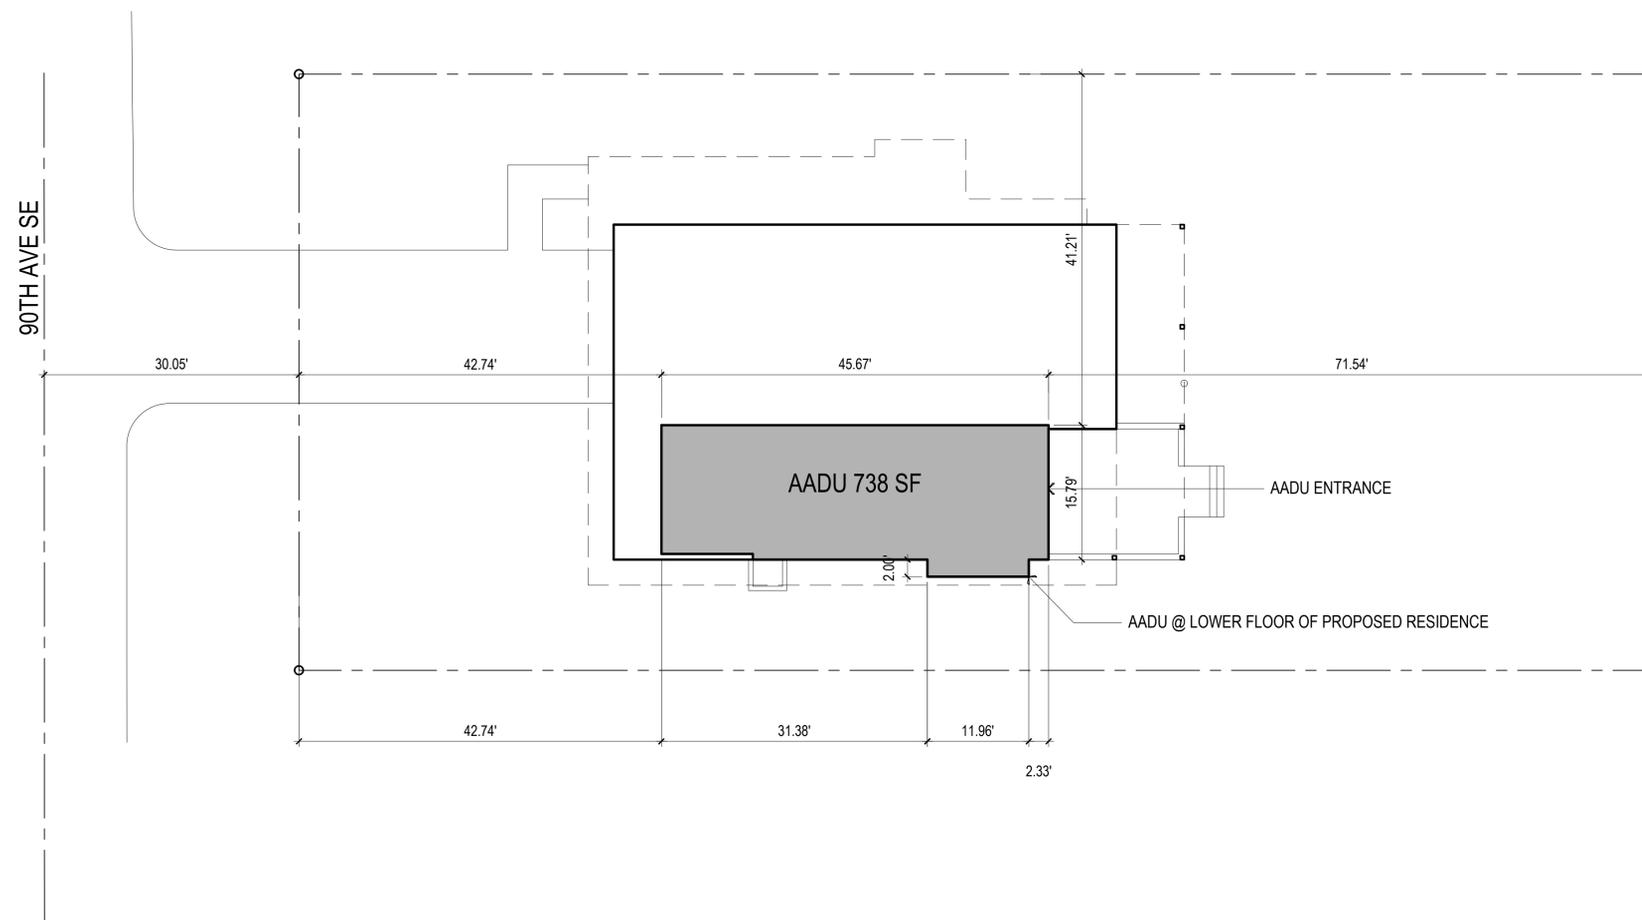 90TH AVE SE
41.21'
30.05'
42.74'
45.67'
71.54'
AADU 738 SF
15.79'
AADU ENTRANCE
2.00'
AADU @ LOWER FLOOR OF PROPOSED RESIDENCE
42.74'
31.38'
11.96'
2.33'